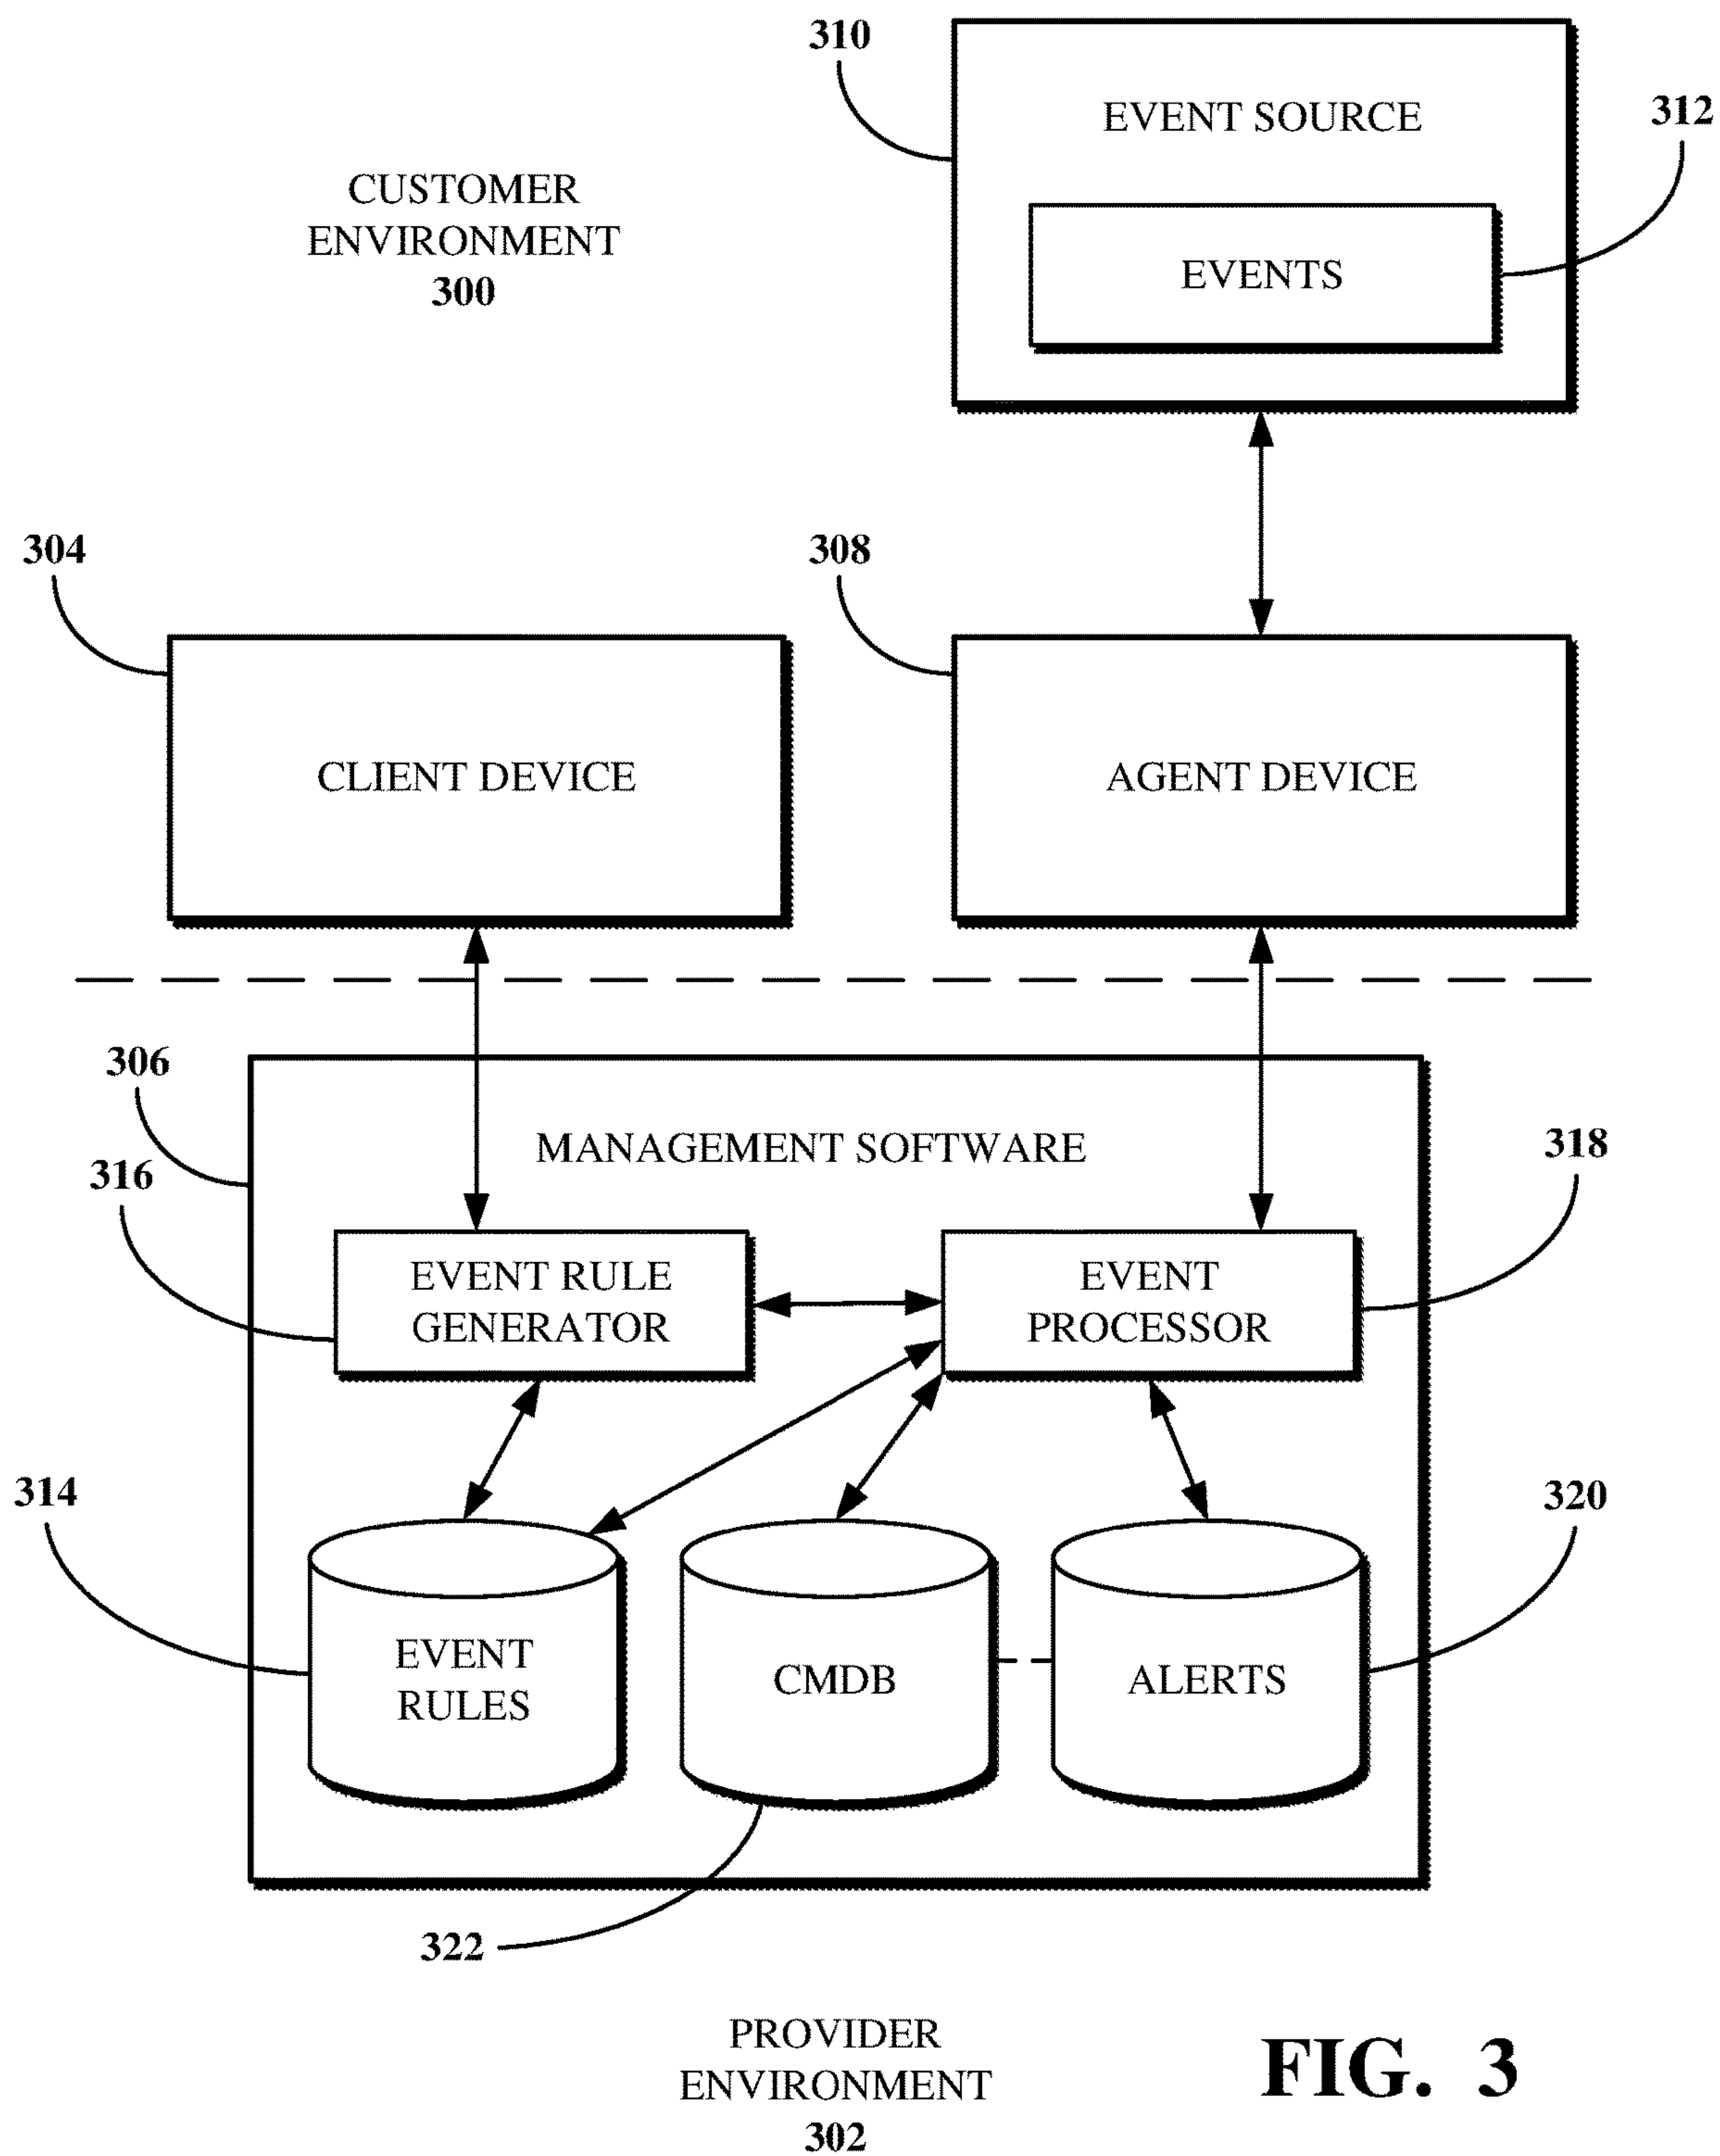 310
EVENT SOURCE
312
CUSTOMER
ENVIRONMENT
300
EVENTS
304
308
CLIENT DEVICE
AGENT DEVICE
306
MANAGEMENT SOFTWARE
318
316
EVENT RULE
GENERATOR
EVENT
PROCESSOR
314
320
EVENT
RULES
CMDB
ALERTS
322
PROVIDER
ENVIRONMENT
302
FIG. 3